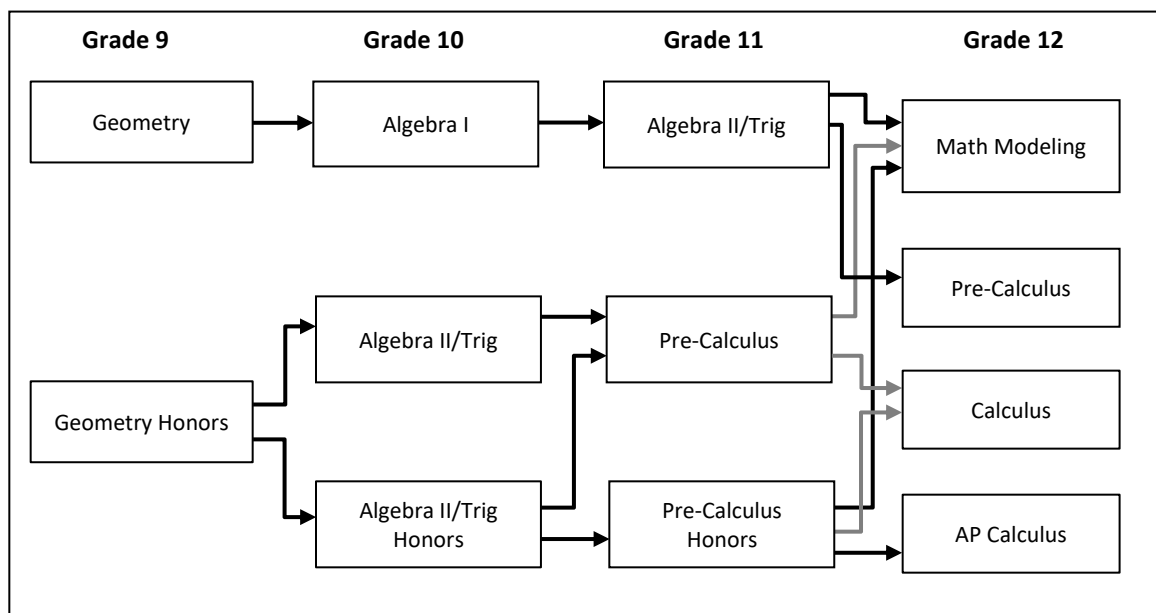 Grade 9
Grade 10
Grade 11
Grade 12
Geometry
Algebra I
Algebra II/Trig
Math Modeling
Pre-Calculus
Algebra II/Trig
Pre-Calculus
Geometry Honors
Calculus
Algebra II/Trig
Honors
Pre-Calculus
Honors
AP Calculus